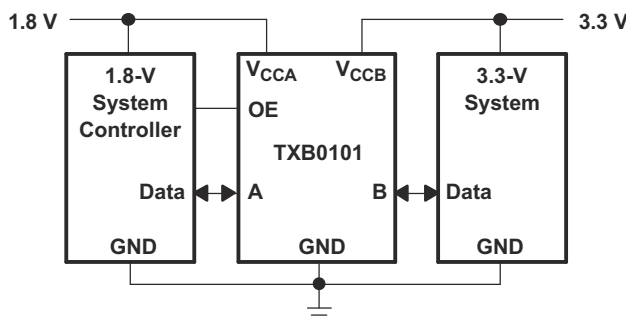 1.8 V
3.3 V
1.8-V
System
Controller
Data
GND
VCCA
VCCB
OE
TXB0101
A
B
GND
3.3-V
System
Data
GND